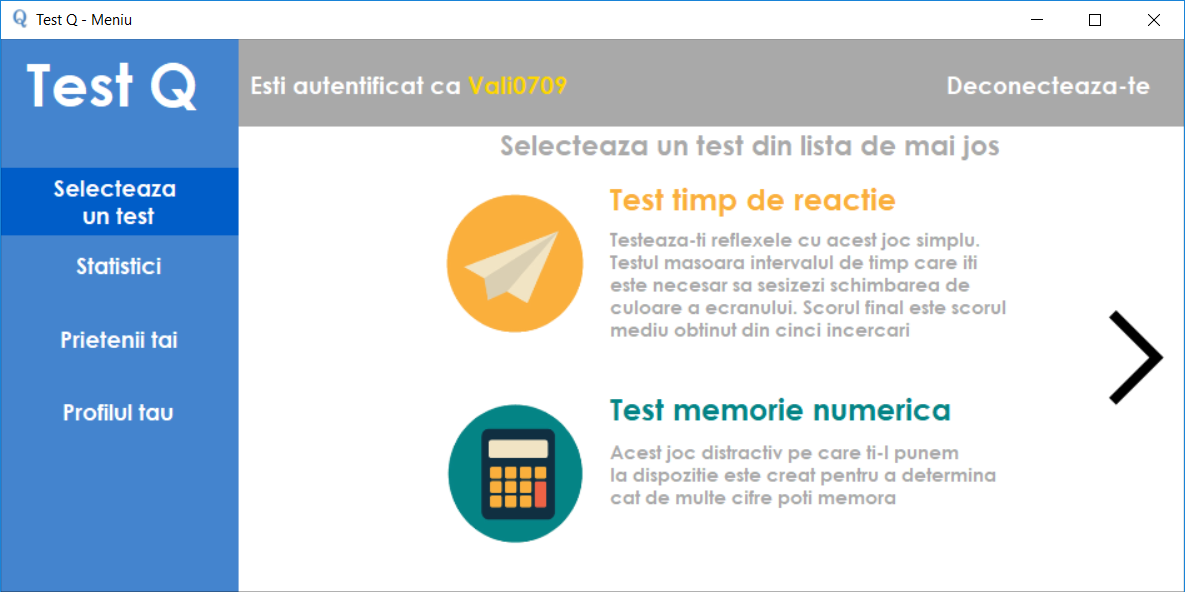 Test Q - Meniu
Test Q
Esti autentificat ca Vali0709
Deconecteaza-te
Selecteaza
un test
Statistici
Prietenii tai
Profilul tau
Selecteaza un test din lista de mai jos
Test timp de reactie
Testeaza-ti reflexele cu acest joc simplu.
Testul masoara intervalul de timp care iti
este necesar sa sesizezi schimbarea de
culoare a ecranului. Scorul final este scorul
mediu obtinut din cinci incercari
Test memorie numerica
Acest joc distractiv pe care ti-l punem
la dispozitie este creat pentru a determina
cat de multe cifre poti memora